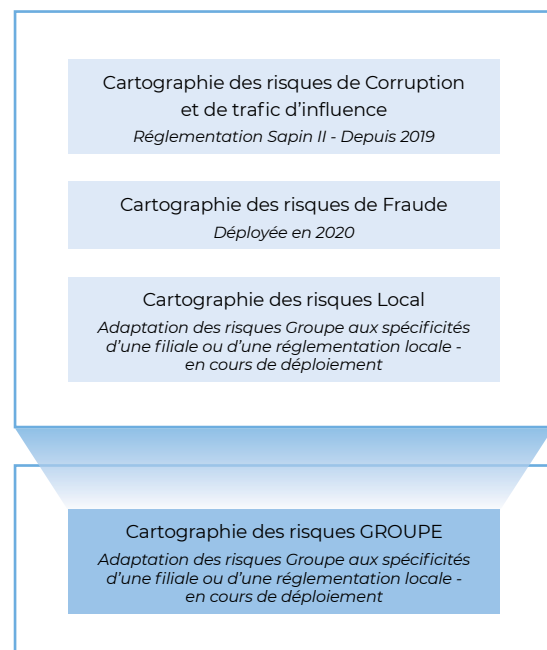 Cartographie des risques de Corruption
et de trafic d'influence
Réglementation Sapin II - Depuis 2019
Cartographie des risques de Fraude
Déployée en 2020
Cartographie des risques Local
Adaptation des risques Groupe aux spécificités
d'une filiale ou d'une réglementation locale -
en cours de déploiement
Cartographie des risques GROUPE
Adaptation des risques Groupe aux spécificités
d'une filiale ou d'une réglementation locale -
en cours de déploiement